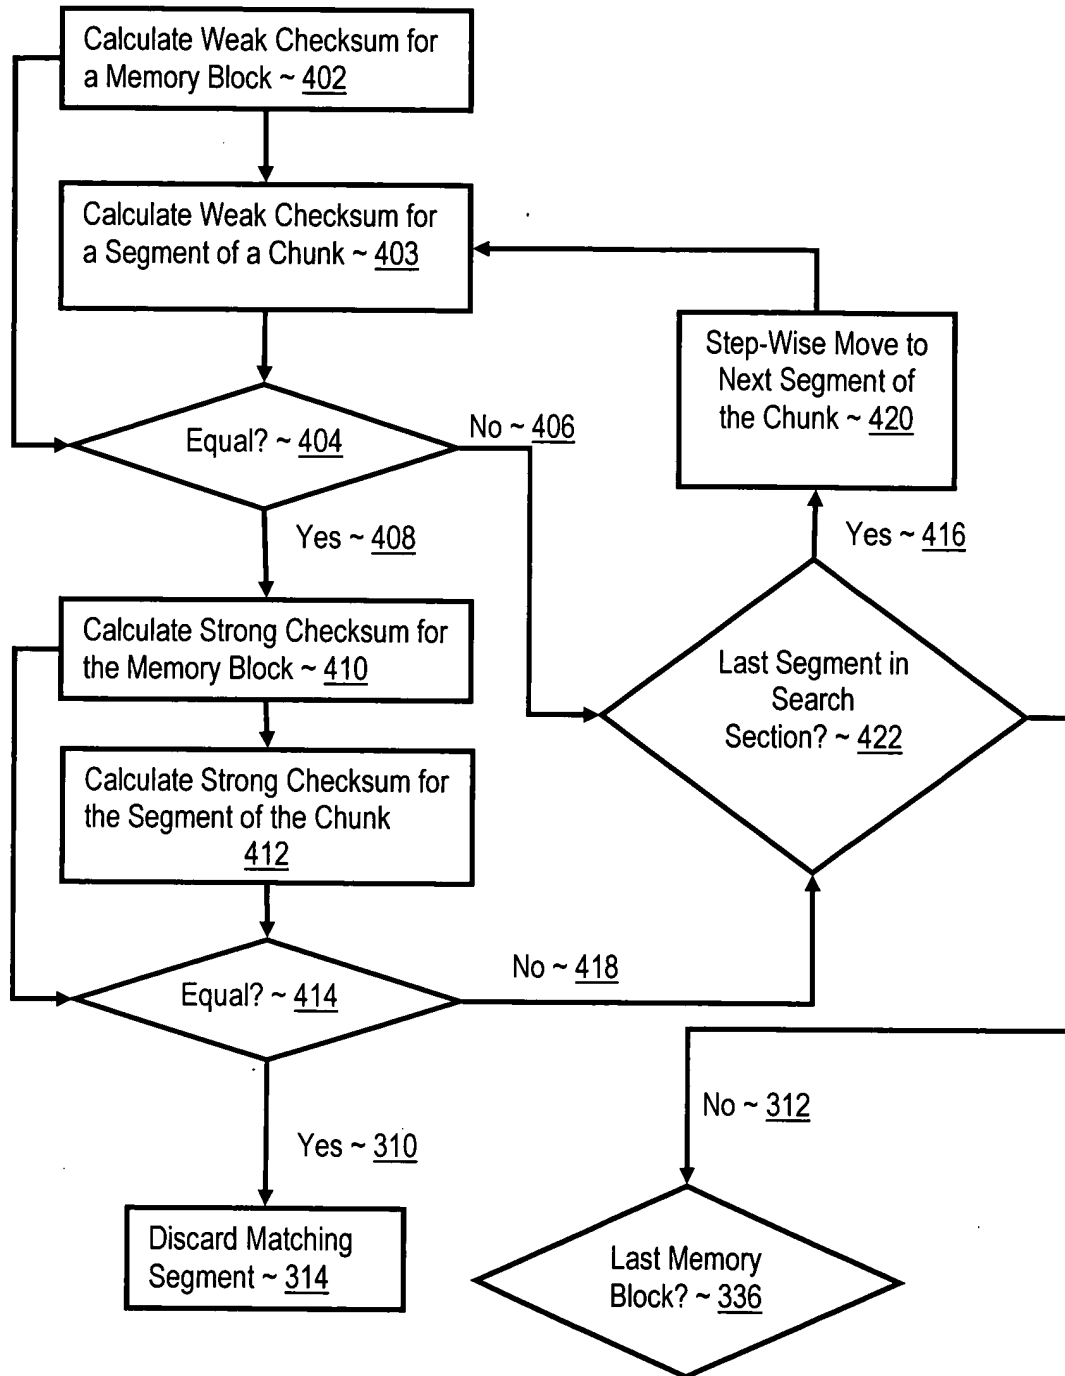 Calculate Weak Checksum for
a Memory Block ~ 402
Calculate Weak Checksum for
a Segment of a Chunk ~ 403
Equal? ~ 404
No ~ 406
Step-Wise Move to
Next Segment of
the Chunk ~ 420
Yes ~ 408
Yes ~ 416
Calculate Strong Checksum for
the Memory Block ~ 410
Last Segment in
Search
Section? ~ 422
Calculate Strong Checksum for
the Segment of the Chunk
412
Equal? ~ 414
No ~ 418
No ~ 312
Yes ~ 310
Discard Matching
Segment ~ 314
Last Memory
Block? ~ 336